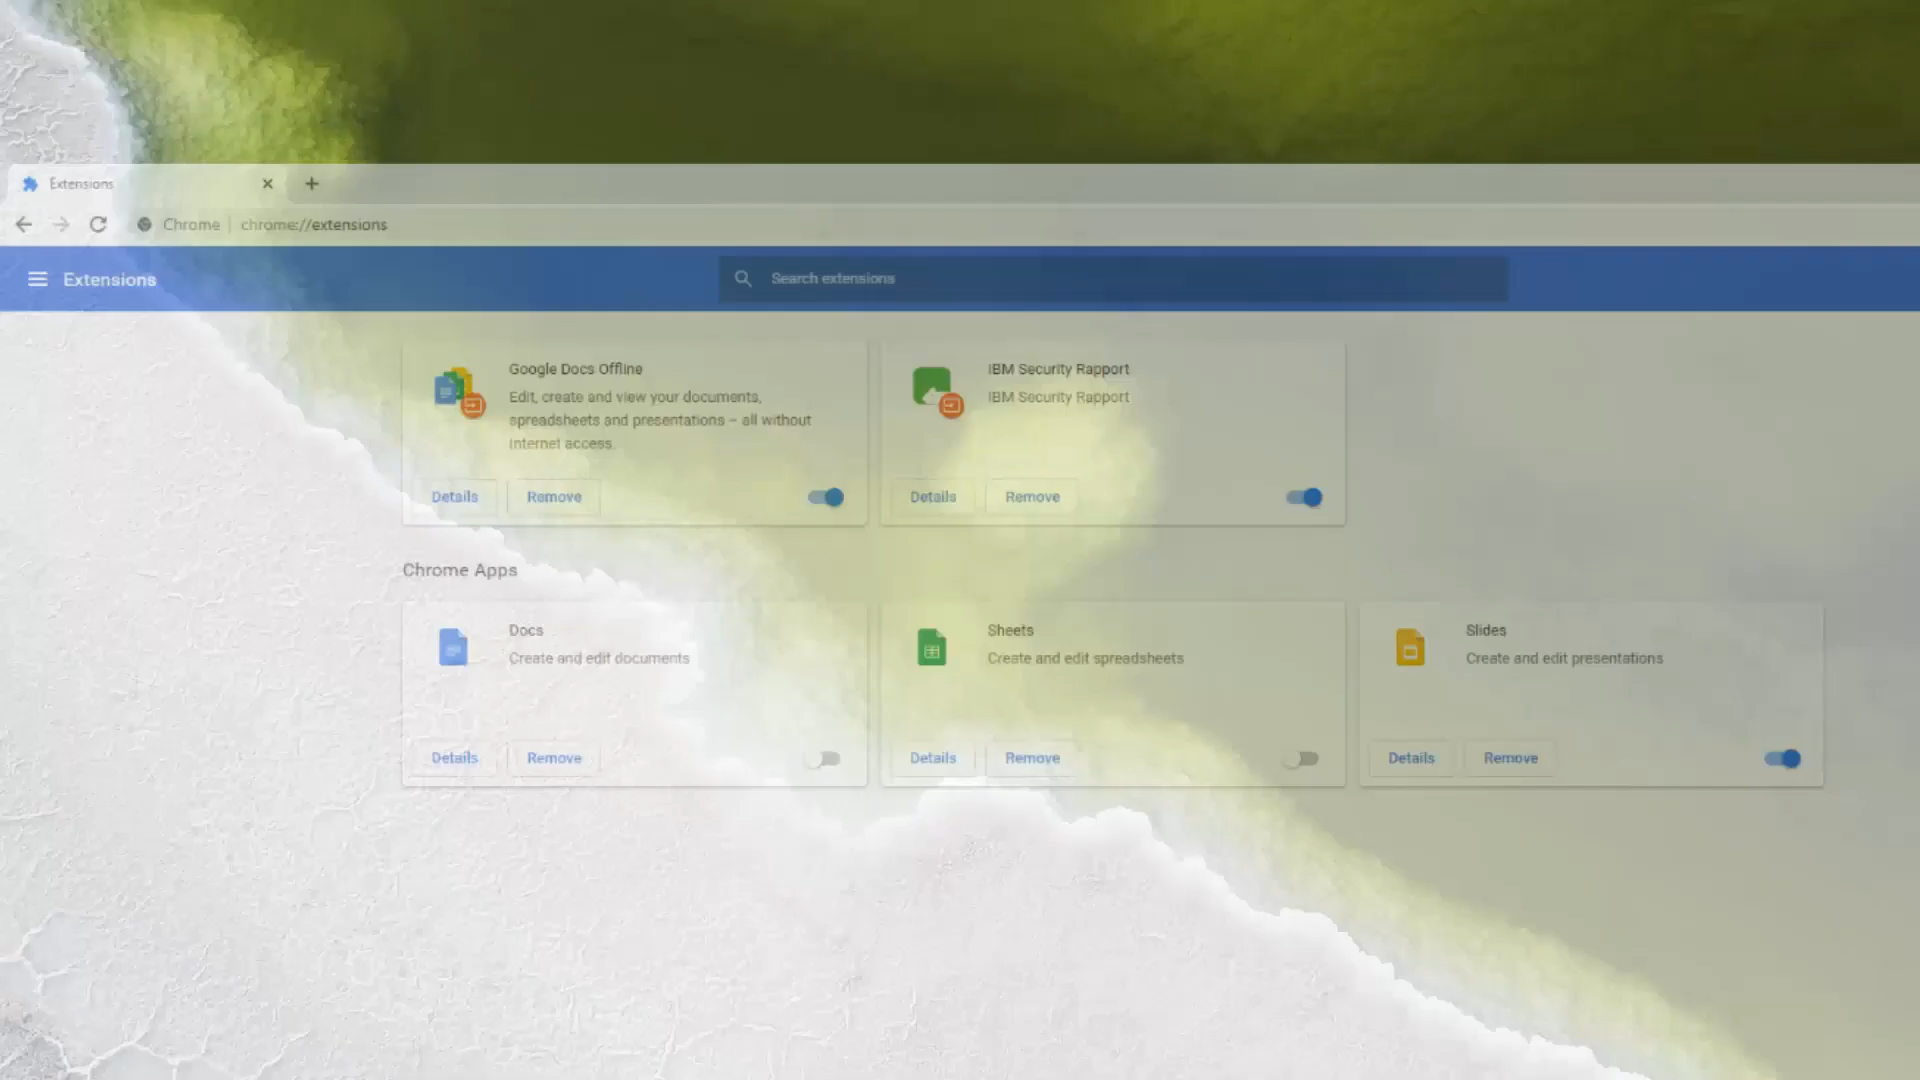 Extensions
Chrome | chrome://extensions
Extensions
Search extensions
Google Docs Offline
Edit, create and view your documents,
spreadsheets and presentations – all without
internet access.
Details
Remove
IBM Security Rapport
IBM Security Rapport
Details
Remove
Chrome Apps
Docs
Create and edit documents
Details
Remove
Sheets
Create and edit spreadsheets
Details
Remove
Slides
Create and edit presentations
Details
Remove